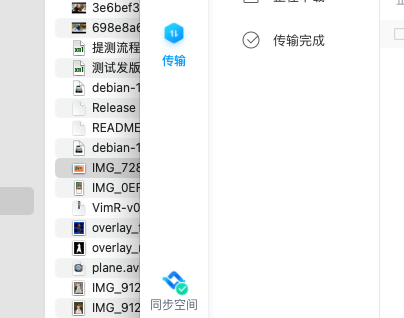 3e6bef3
698e8a6
提测流程
测试发版
debian-1
Release
README
debian-1
IMG_728
IMG_0EF
VimR-v0
overlay_
overlay_
plane.av
IMG_912
IMG_912
传输
同步空间
传输完成